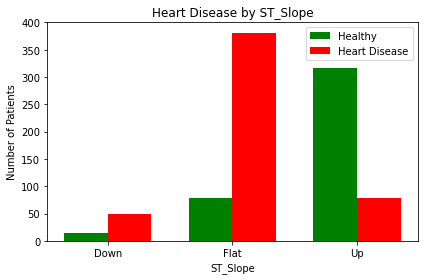 Heart Disease by ST_Slope
Healthy
Heart Disease
Number of Patients
400
350
300
250
200
150
100
50
0
Down
Flat
Up
ST_Slope